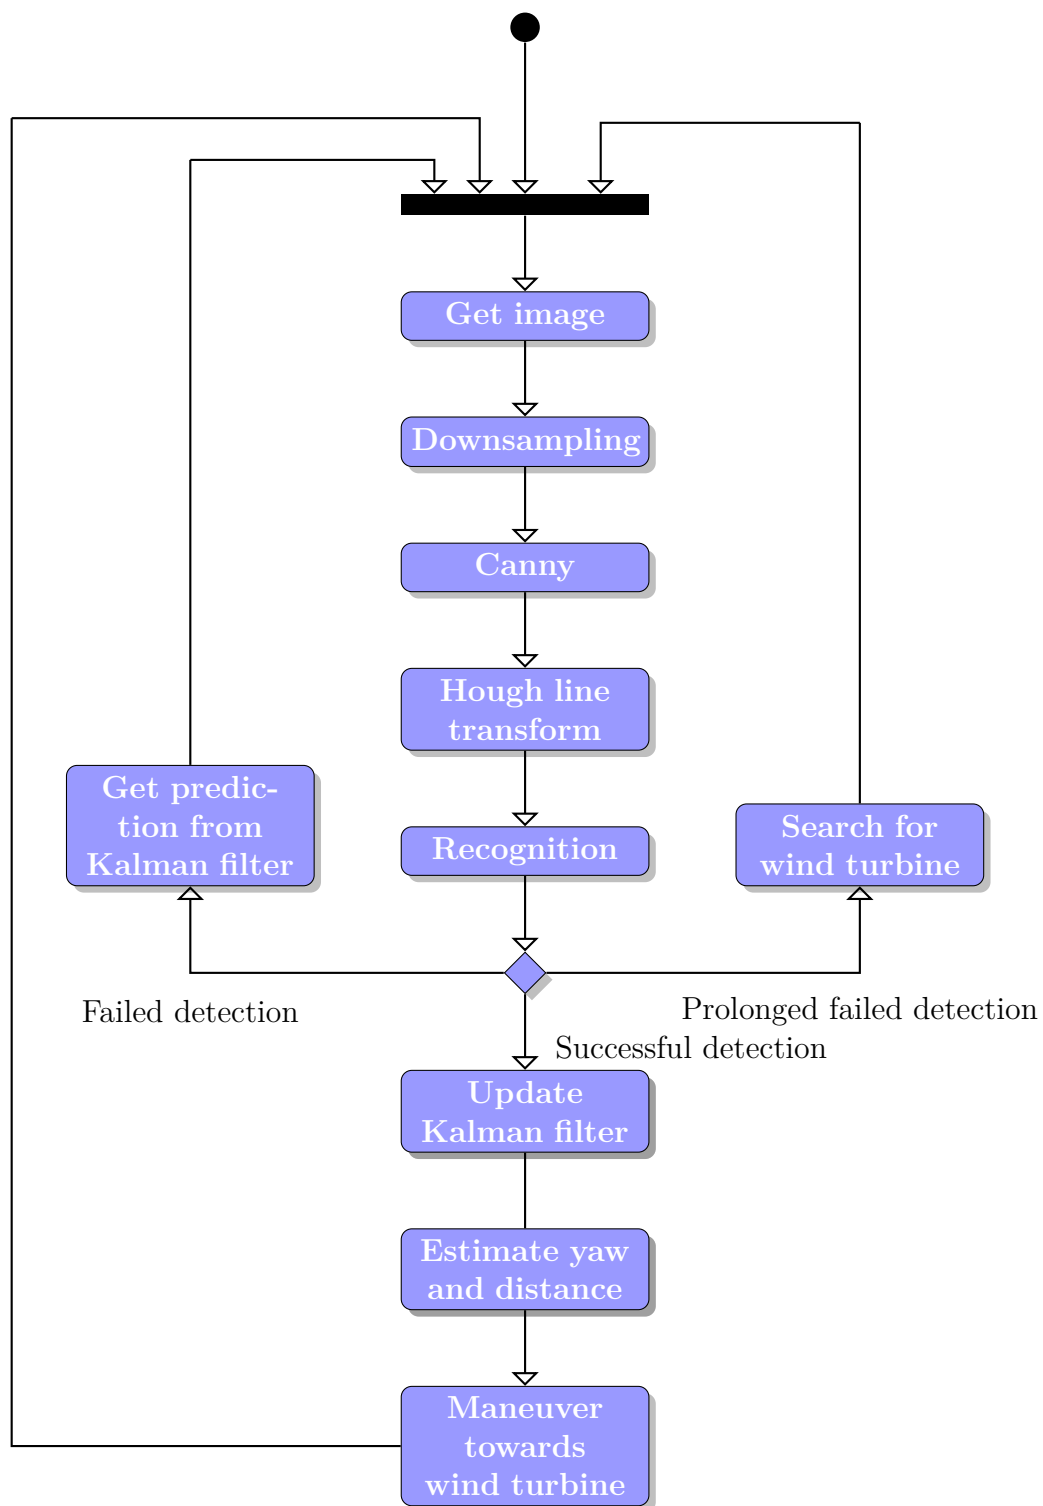 Get image
Downsampling
Canny
Hough line
transform
Get predic-
tion from
Kalman filter
Recognition
Search for
wind turbine
Failed detection
Prolonged failed detection
Successful detection
Update
Kalman filter
Estimate yaw
and distance
Maneuver
towards
wind turbine